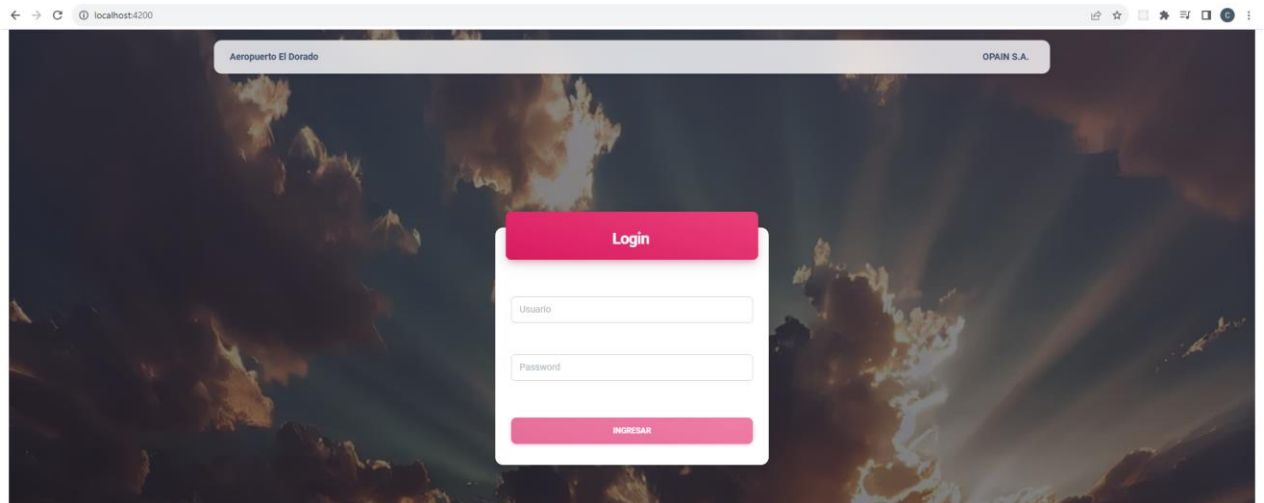 localhost:4200
C
Aeropuerto El Dorado
OPAIN S.A.
Login
Usuario
Password
INGRESAR